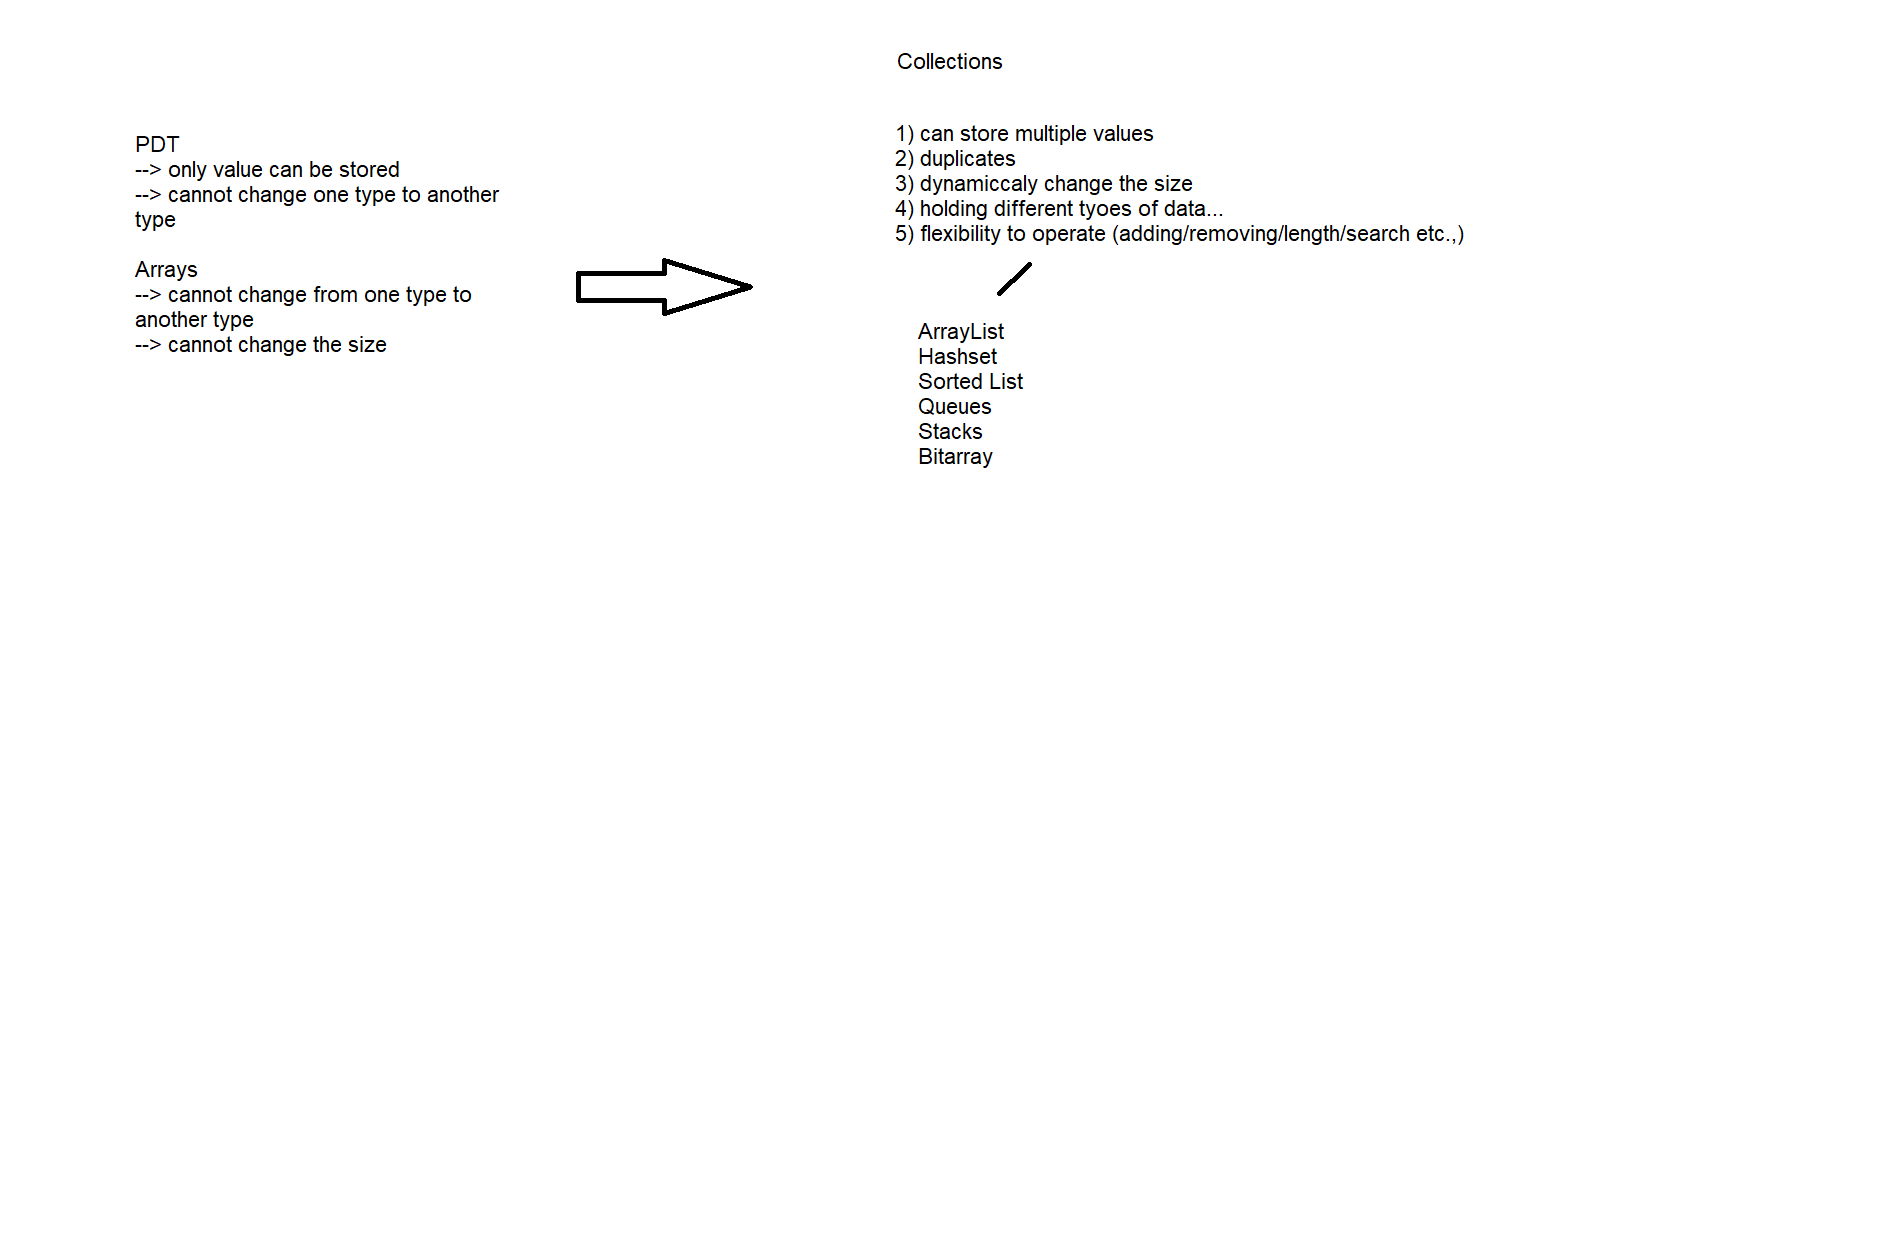 PDT
--> only value can be stored
--> cannot change one type to another
type
Arrays
--> cannot change from one type to
another type
--> cannot change the size
Collections
1) can store multiple values
2) duplicates
3) dynamiccaly change the size
4) holding different tyoes of data...
5) flexibility to operate (adding/removing/length/search etc.,)
ArrayList
Hashset
Sorted List
Queues
Stacks
Bitarray